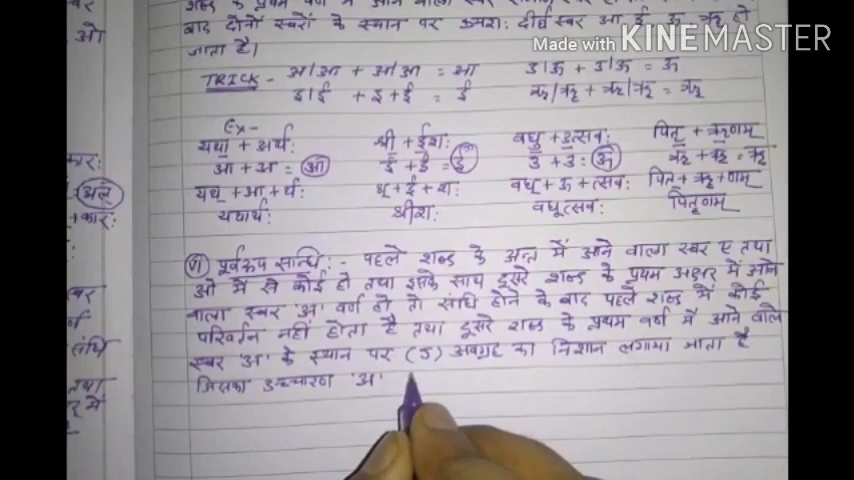 बाद दोनों स्वरों के स्थान पर क्रमश: दीर्घ स्वर आ ई ऊ ॠ हो
जाता है।
Made with KINEMASTER
TRICK - अ/आ + अ/आ = आ उ/ऊ + उ/ऊ = ऊ
इ/ई + इ+ई = ई ऋ/ॠ + ऋ/ॠ = ॠ
Ex-
यथा + अर्थ: श्री + ईश: वधु + उत्सव: पितृ + ऋणम्
आ + अ = आ ई + ई = ई उ + उ = ऊ ऋ + ऋ = ॠ
यथ् + आ + र्थ: श्र् + ई + श: वधू + ऊ + त्सव: पित् + ॠ + णम्
यथार्थ: श्रीश: वधूत्सव: पितॄणम्
VI पूर्वरूप सन्धि: - पहले शब्द के अन्त में आने वाला स्वर ए तथा
ओ में से कोई हो तथा इसके साथ दूसरे शब्द के प्रथम अक्षर में आने
वाला स्वर 'अ' वर्ण हो तो संधि होने के बाद पहले शब्द में कोई
परिवर्तन नहीं होता है तथा दूसरे शब्द के प्रथम वर्ण में आने वाले
स्वर 'अ' के स्थान पर (ऽ) अवग्रह का निशान लगाया जाता है
जिसका उच्चारण 'अ'
ओ
कार:
अल्
+कार:
स्वर
संधि
तथा
में